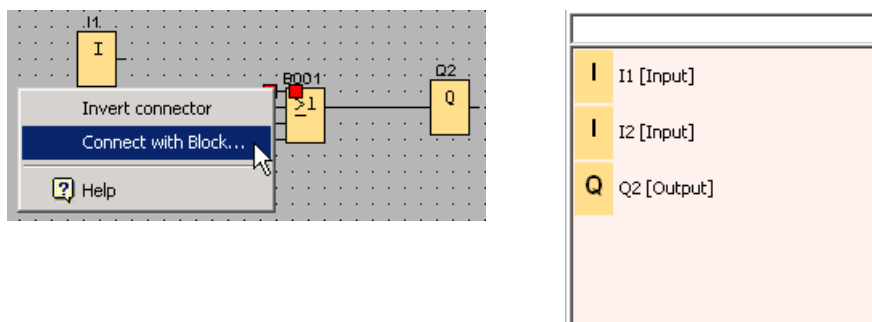 I1
I
B001
≥1
Q2
Q
Invert connector
Connect with Block...
? Help
I I1 [Input]
I I2 [Input]
Q Q2 [Output]